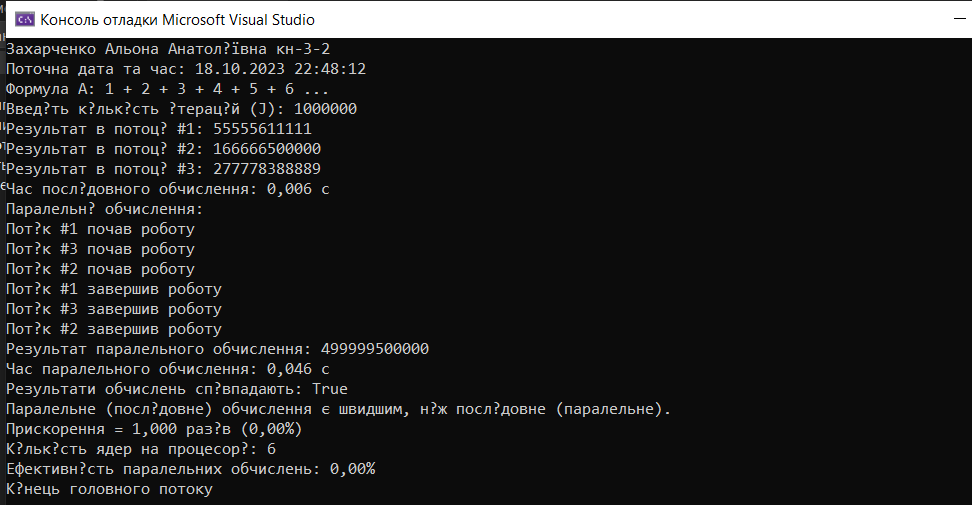 Консоль отладки Microsoft Visual Studio
Захарченко Альона Анатол?ївна кн-3-2
Поточна дата та час: 18.10.2023 22:48:12
Формула A: 1 + 2 + 3 + 4 + 5 + 6 ...
Введ?ть к?льк?сть ?терац?й (J): 1000000
Результат в потоц? #1: 55555611111
Результат в потоц? #2: 166666500000
Результат в потоц? #3: 277778388889
Час посл?довного обчислення: 0,006 с
Паралельн? обчислення:
Пот?к #1 почав роботу
Пот?к #3 почав роботу
Пот?к #2 почав роботу
Пот?к #1 завершив роботу
Пот?к #3 завершив роботу
Пот?к #2 завершив роботу
Результат паралельного обчислення: 499999500000
Час паралельного обчислення: 0,046 с
Результати обчислень сп?впадають: True
Паралельне (посл?довне) обчислення є швидшим, н?ж посл?довне (паралельне).
Прискорення = 1,000 раз?в (0,00%)
К?льк?сть ядер на процесор?: 6
Ефективн?сть паралельних обчислень: 0,00%
К?нець головного потоку